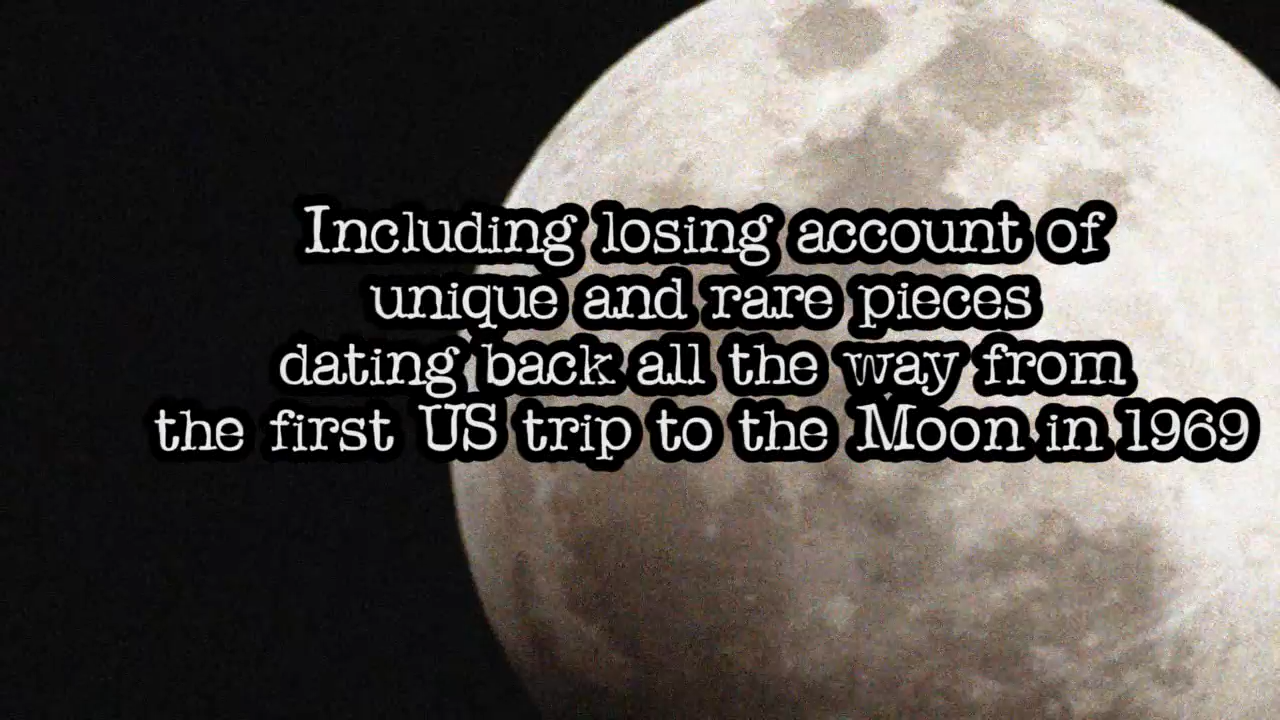 Including losing account of
unique and rare pieces
dating back all the way from
the first US trip to the Moon in 1969